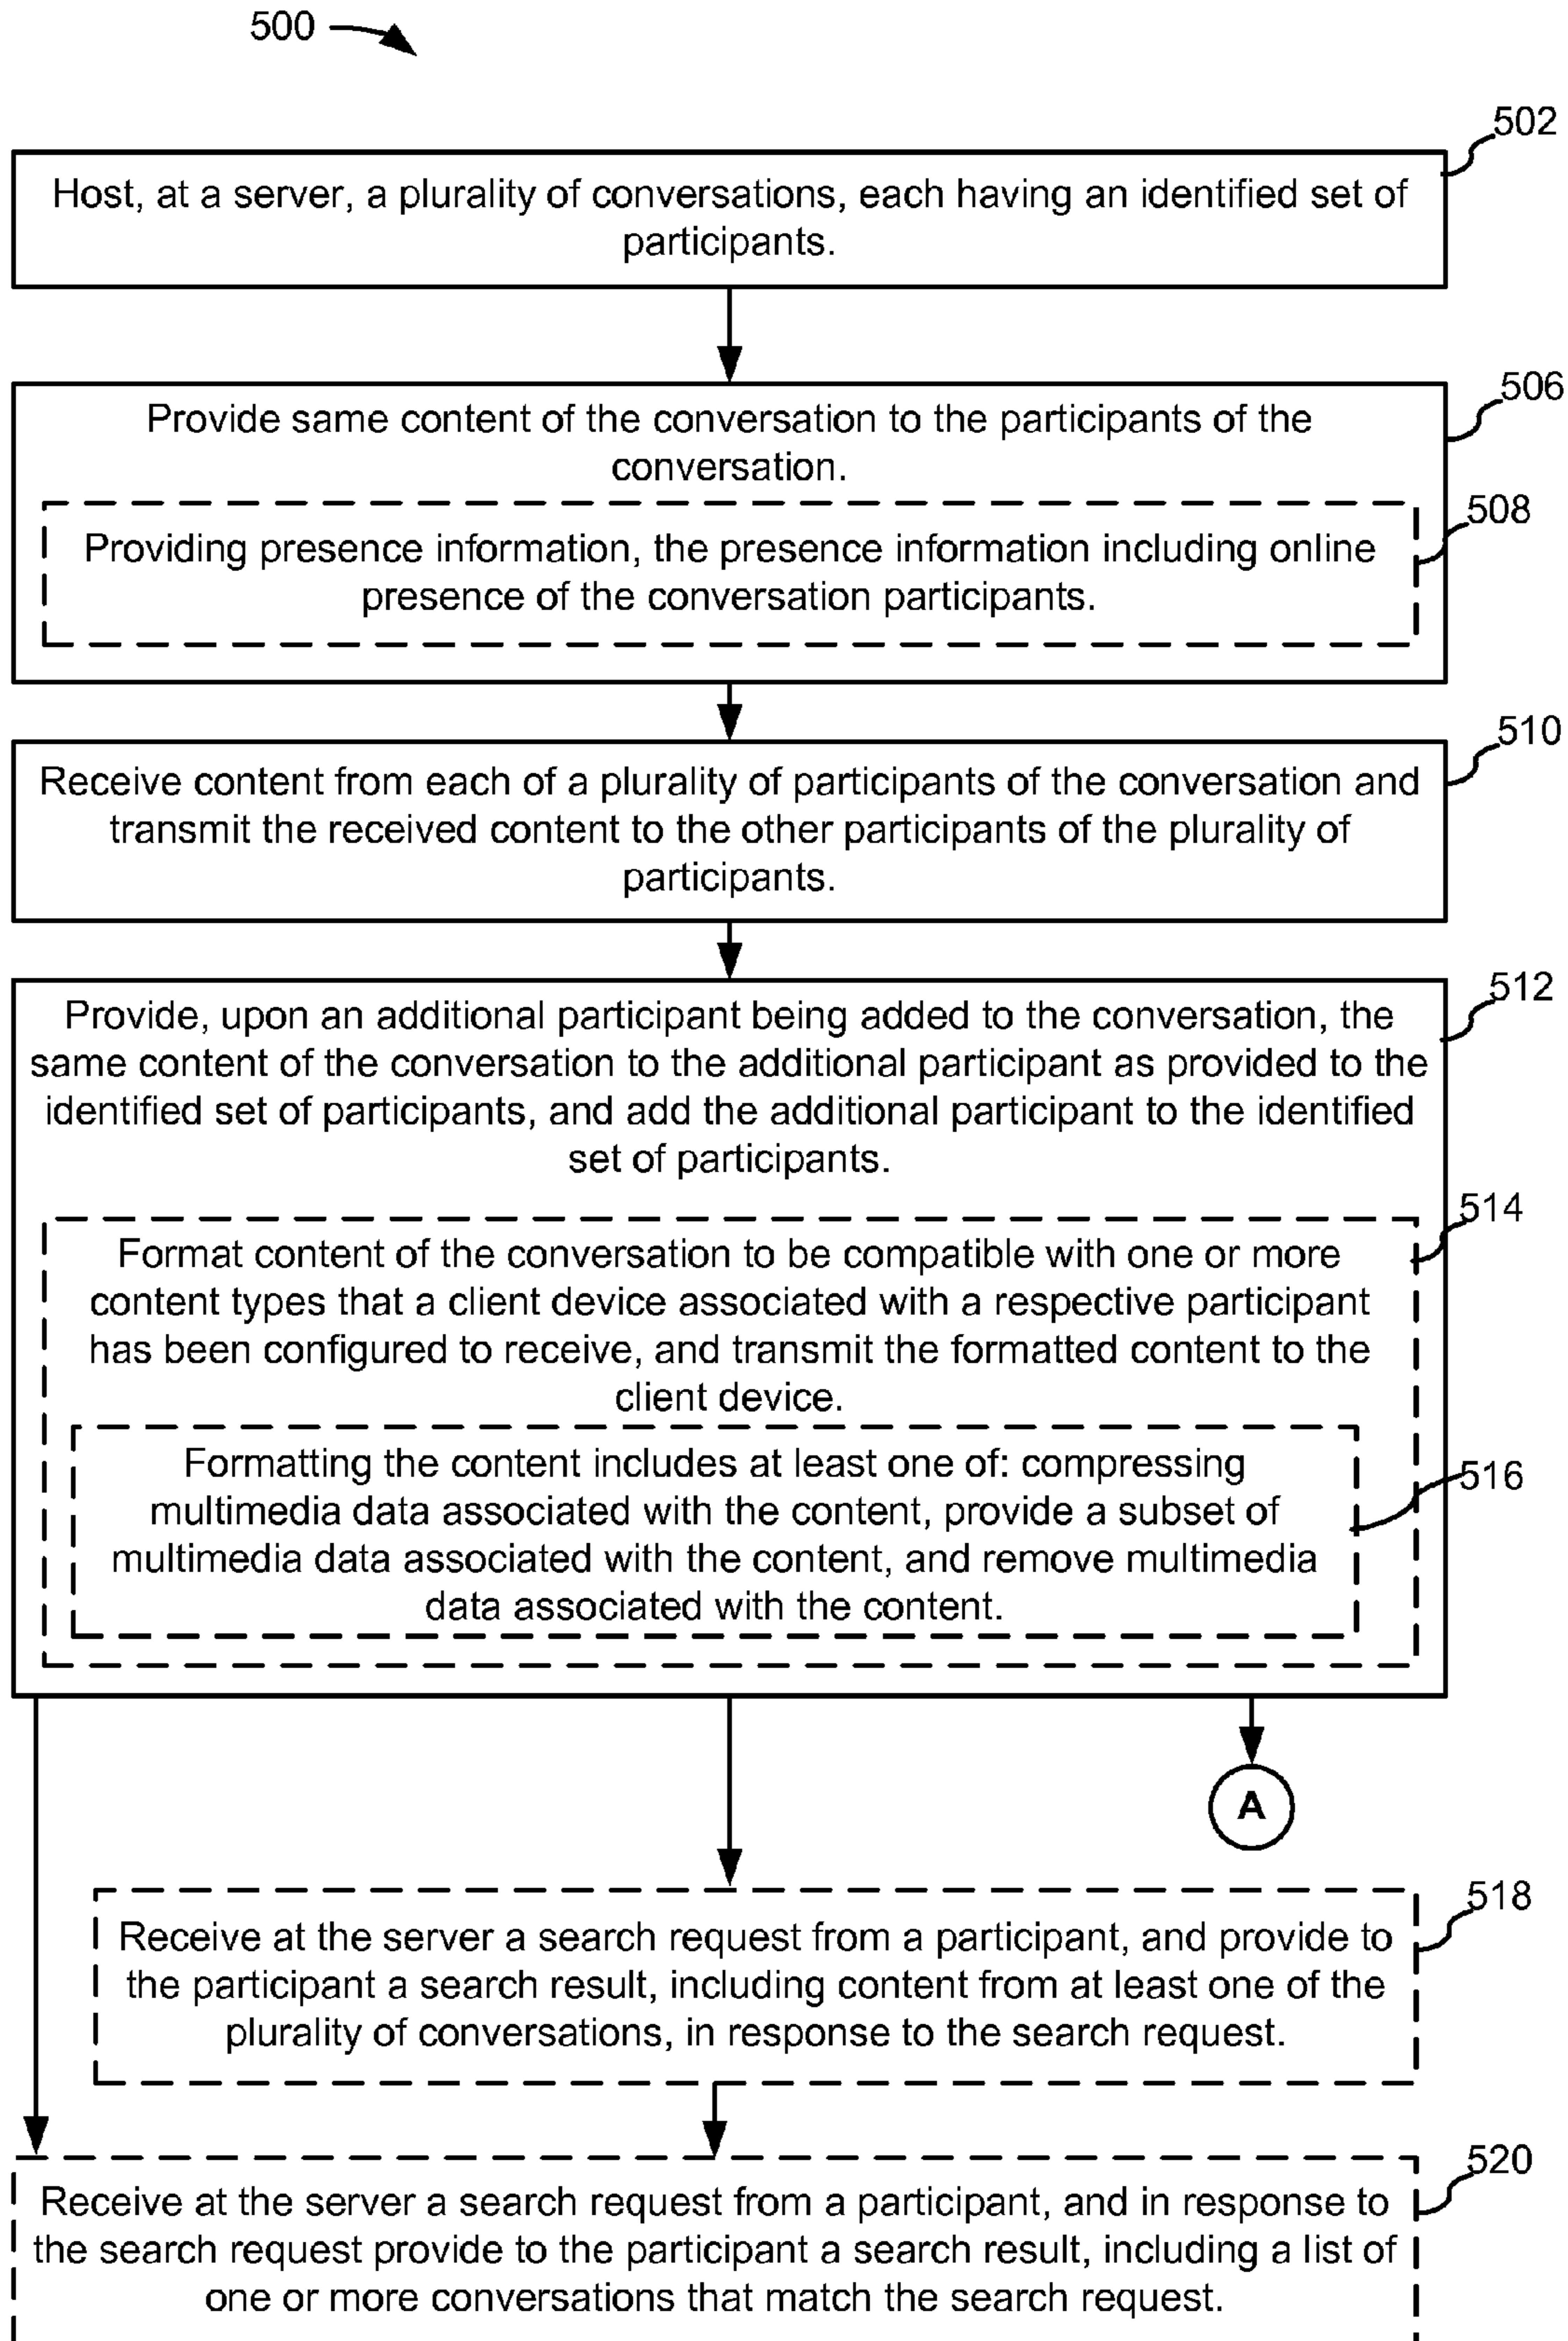 500
502
Host, at a server, a plurality of conversations, each having an identified set of
participants.
506
Provide same content of the conversation to the participants of the
conversation.
508
Providing presence information, the presence information including online
presence of the conversation participants.
510
Receive content from each of a plurality of participants of the conversation and
transmit the received content to the other participants of the plurality of
participants.
512
Provide, upon an additional participant being added to the conversation, the
same content of the conversation to the additional participant as provided to the
identified set of participants, and add the additional participant to the identified
set of participants.
514
Format content of the conversation to be compatible with one or more
content types that a client device associated with a respective participant
has been configured to receive, and transmit the formatted content to the
client device.
516
Formatting the content includes at least one of: compressing
multimedia data associated with the content, provide a subset of
multimedia data associated with the content, and remove multimedia
data associated with the content.
A
518
Receive at the server a search request from a participant, and provide to
the participant a search result, including content from at least one of the
plurality of conversations, in response to the search request.
520
Receive at the server a search request from a participant, and in response to
the search request provide to the participant a search result, including a list of
one or more conversations that match the search request.